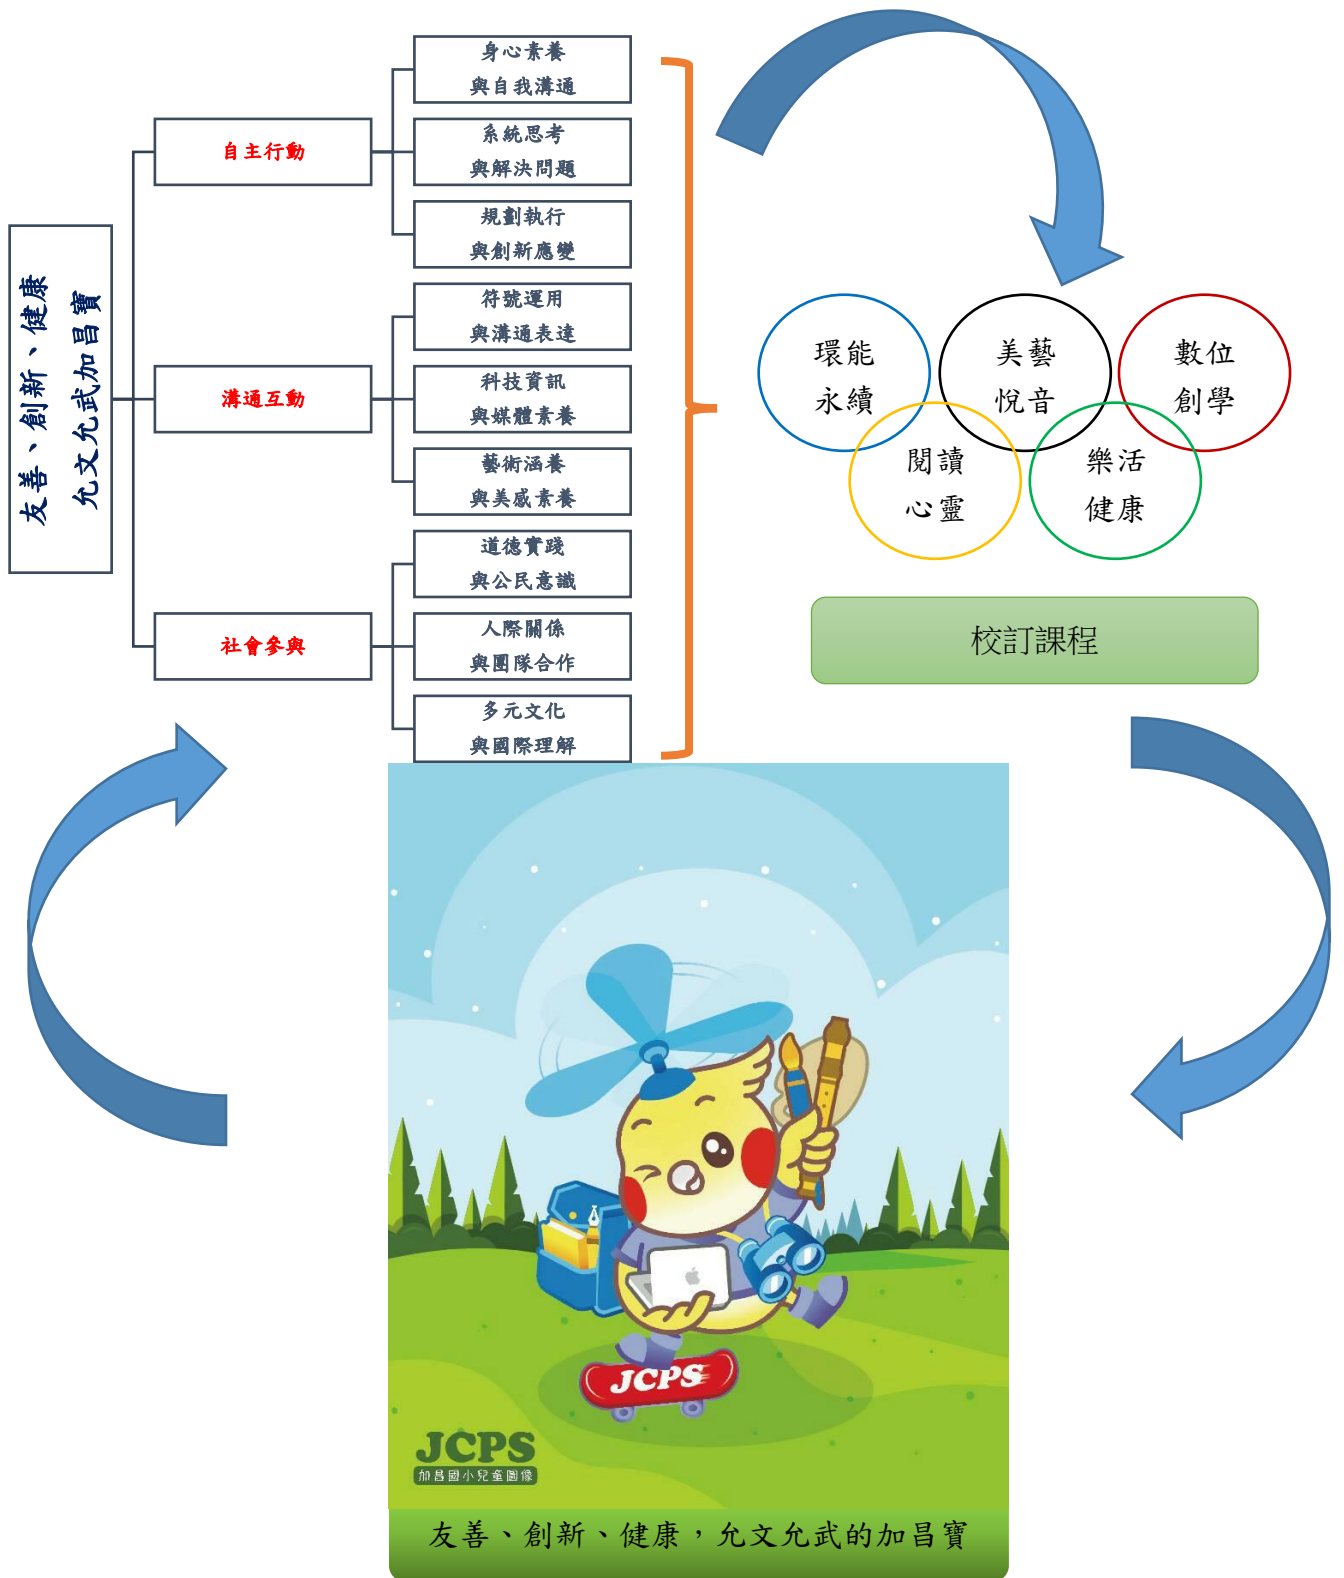 友善、創新、健康
允文允武加昌寶
自主行動
身心素養
與自我溝通
系統思考
與解決問題
規劃執行
與創新應變
溝通互動
符號運用
與溝通表達
科技資訊
與媒體素養
藝術涵養
與美感素養
社會參與
道德實踐
與公民意識
人際關係
與團隊合作
多元文化
與國際理解
環能
永續
美藝
悅音
數位
創學
閱讀
心靈
樂活
健康
校訂課程
JCPS
JCPS
加昌國小兒童圖像
友善、創新、健康，允文允武的加昌寶